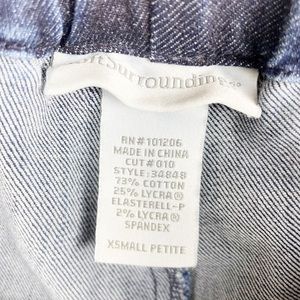 ftSurroundings®
RN# 101206
MADE IN CHINA
CUT# 010
STYLE: 34848
73% COTTON
25% LYCRA®
ELASTERELL-P
2% LYCRA®
SPANDEX
XSMALL PETITE